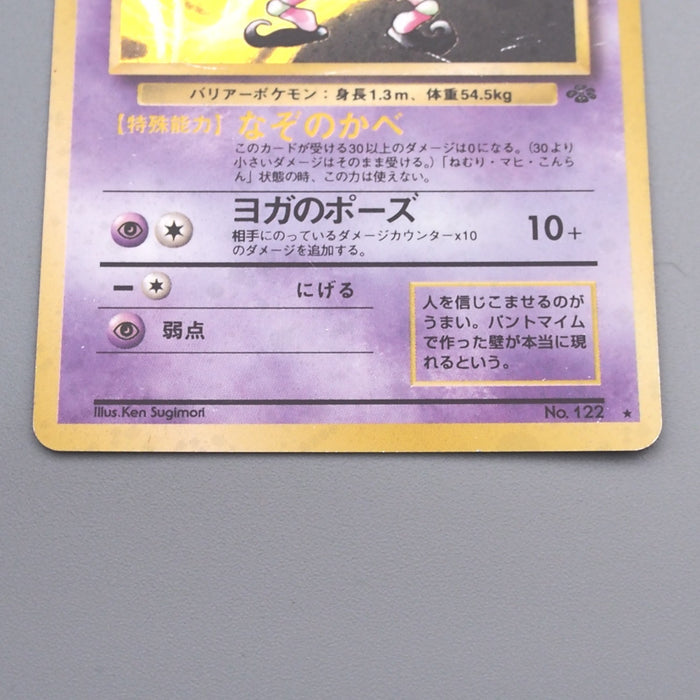 バリアーポケモン：身長1.3m、体重54.5kg
【特殊能力】なぞのかべ
このカードが受ける30以上のダメージは0になる。（30より
小さいダメージはそのまま受ける。）「ねむり・マヒ・こんら
ん」状態の時、この力は使えない。
ヨガのポーズ
10+
相手にのっているダメージカウンター×10
のダメージを追加する。
ー
にげる
弱点
人を信じこませるのが
うまい。パントマイム
で作った壁が本当に現
れるという。
Illus.Ken Sugimori
No. 122 ★